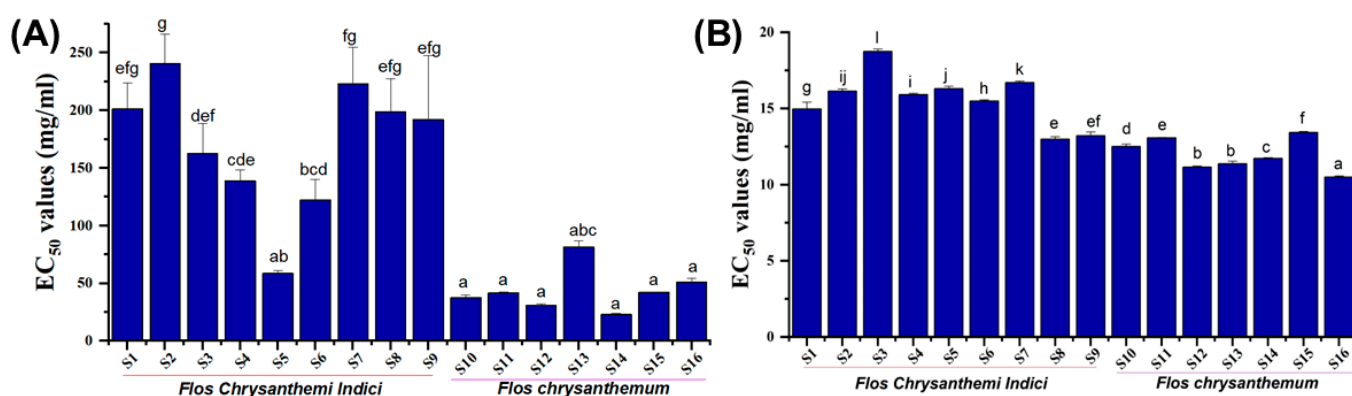 (A)
EC50 values (mg/ml)
250
200
150
100
50
0
efg
g
def
cde
ab
bcd
fg
efg
efg
a
a
a
abc
a
a
a
S1 S2 S3 S4 S5 S6 S7 S8 S9 S10 S11 S12 S13 S14 S15 S16
Flos Chrysanthemi Indici
Flos chrysanthemum
(B)
EC50 values (mg/ml)
20
15
10
5
0
g
ij
l
i
j
h
k
e
ef
d
e
b
b
c
f
a
S1 S2 S3 S4 S5 S6 S7 S8 S9 S10 S11 S12 S13 S14 S15 S16
Flos Chrysanthemi Indici
Flos chrysanthemum